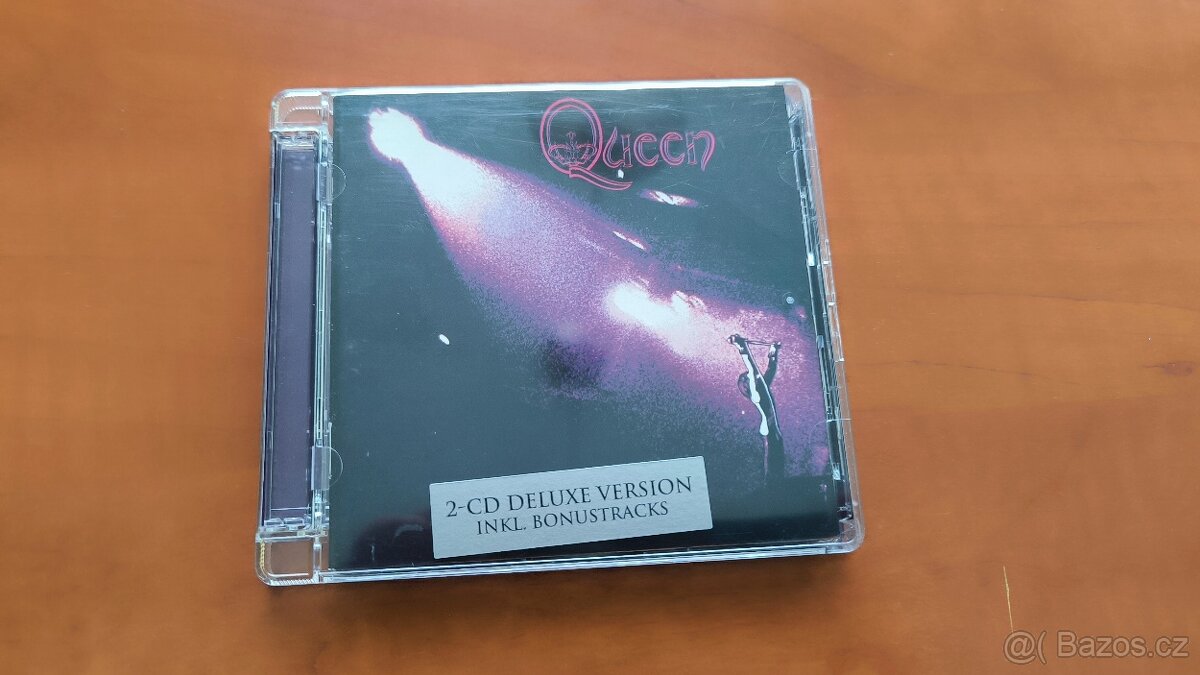 Queen
2-CD DELUXE VERSION
INKL. BONUSTRACKS
@( Bazos.cz